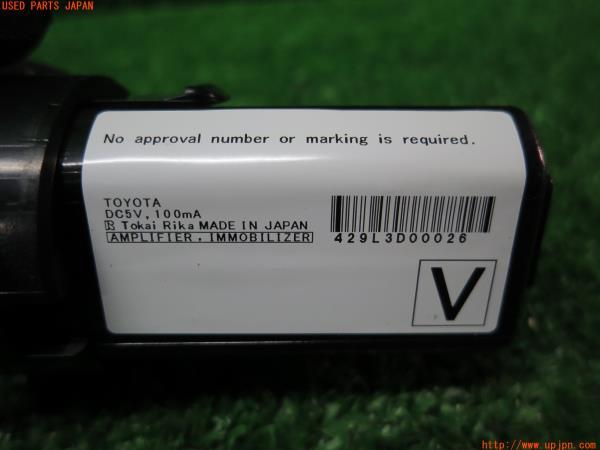 USED PARTS JAPAN
No approval number or marking is required.
TOYOTA
DC5V, 100mA
Tokai Rika MADE IN JAPAN
AMPLIFIER, IMMOBILIZER
429L3D00026
V
http://www.upjpn.com/